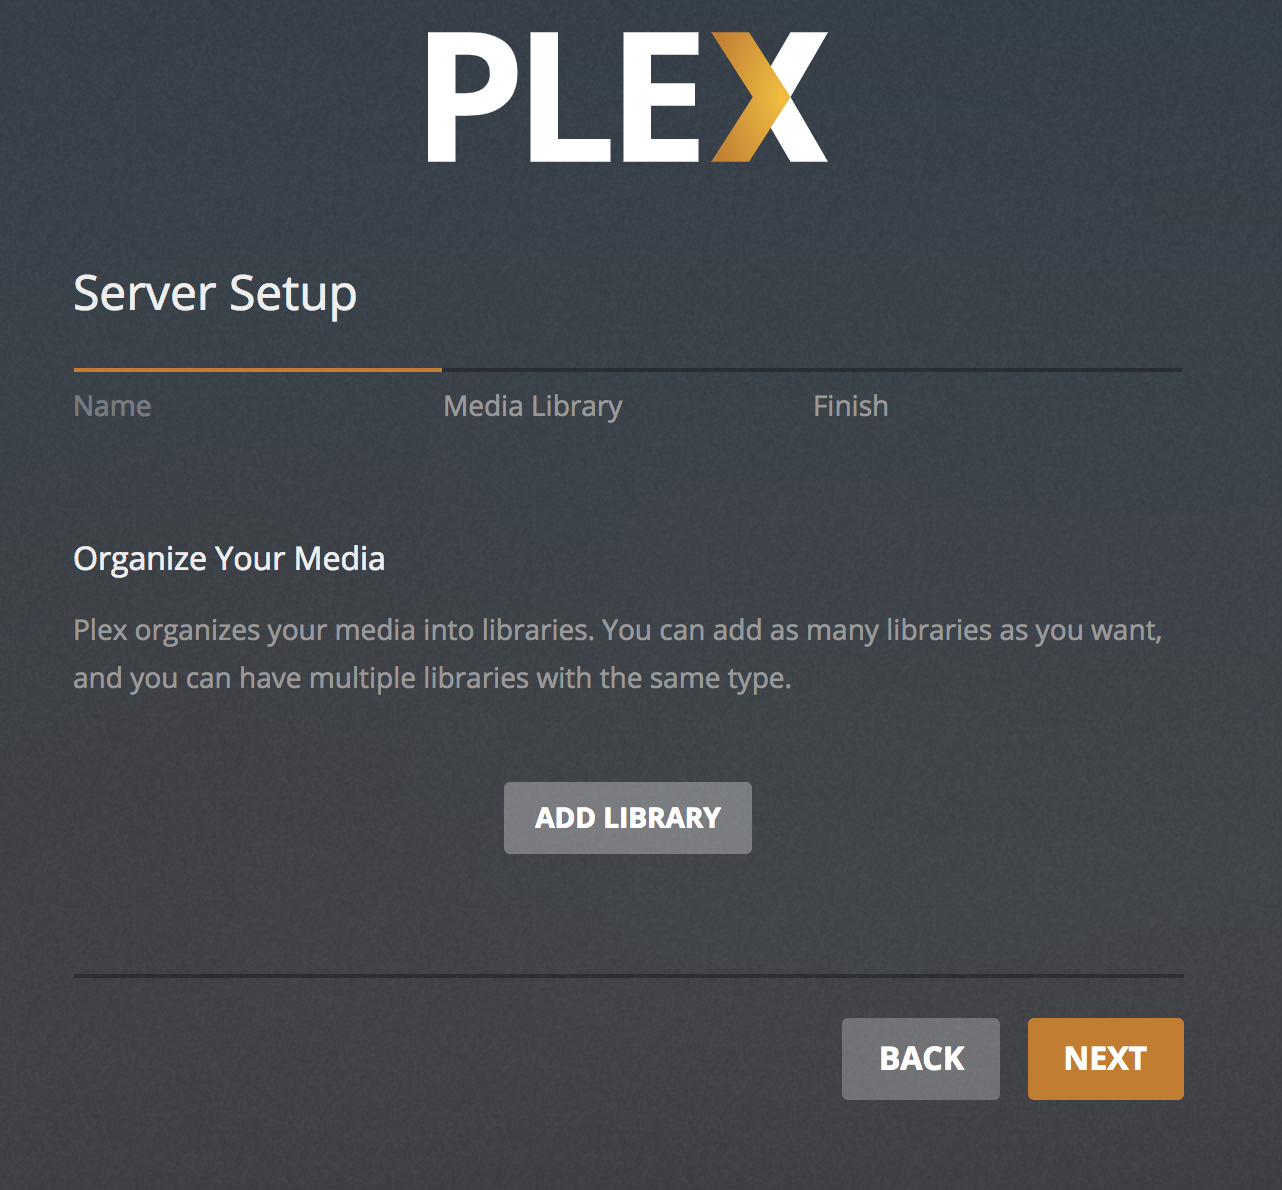 PLEX
Server Setup
Name
Media Library
Finish
Organize Your Media
Plex organizes your media into libraries. You can add as many libraries as you want,
and you can have multiple libraries with the same type.
ADD LIBRARY
BACK
NEXT